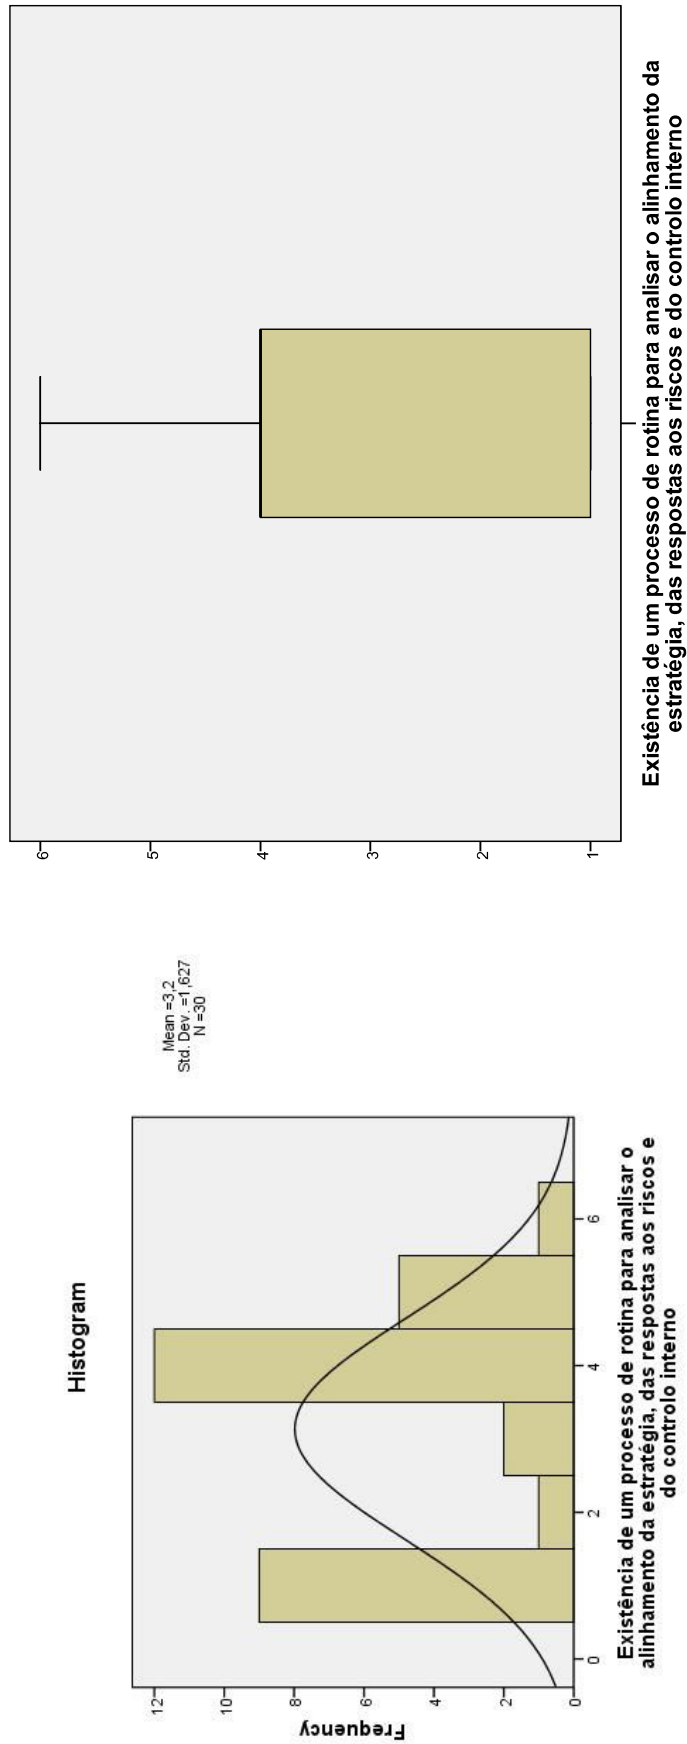 Histogram
Mean =3,2
Std. Dev. =1,627
N =30
Frequency
12
10
8
6
4
2
0
0
2
4
6
Existência de um processo de rotina para analisar o
alinhamento da estratégia, das respostas aos riscos e
do controlo interno
6
5
4
3
2
1
Existência de um processo de rotina para analisar o alinhamento da
estratégia, das respostas aos riscos e do controlo interno